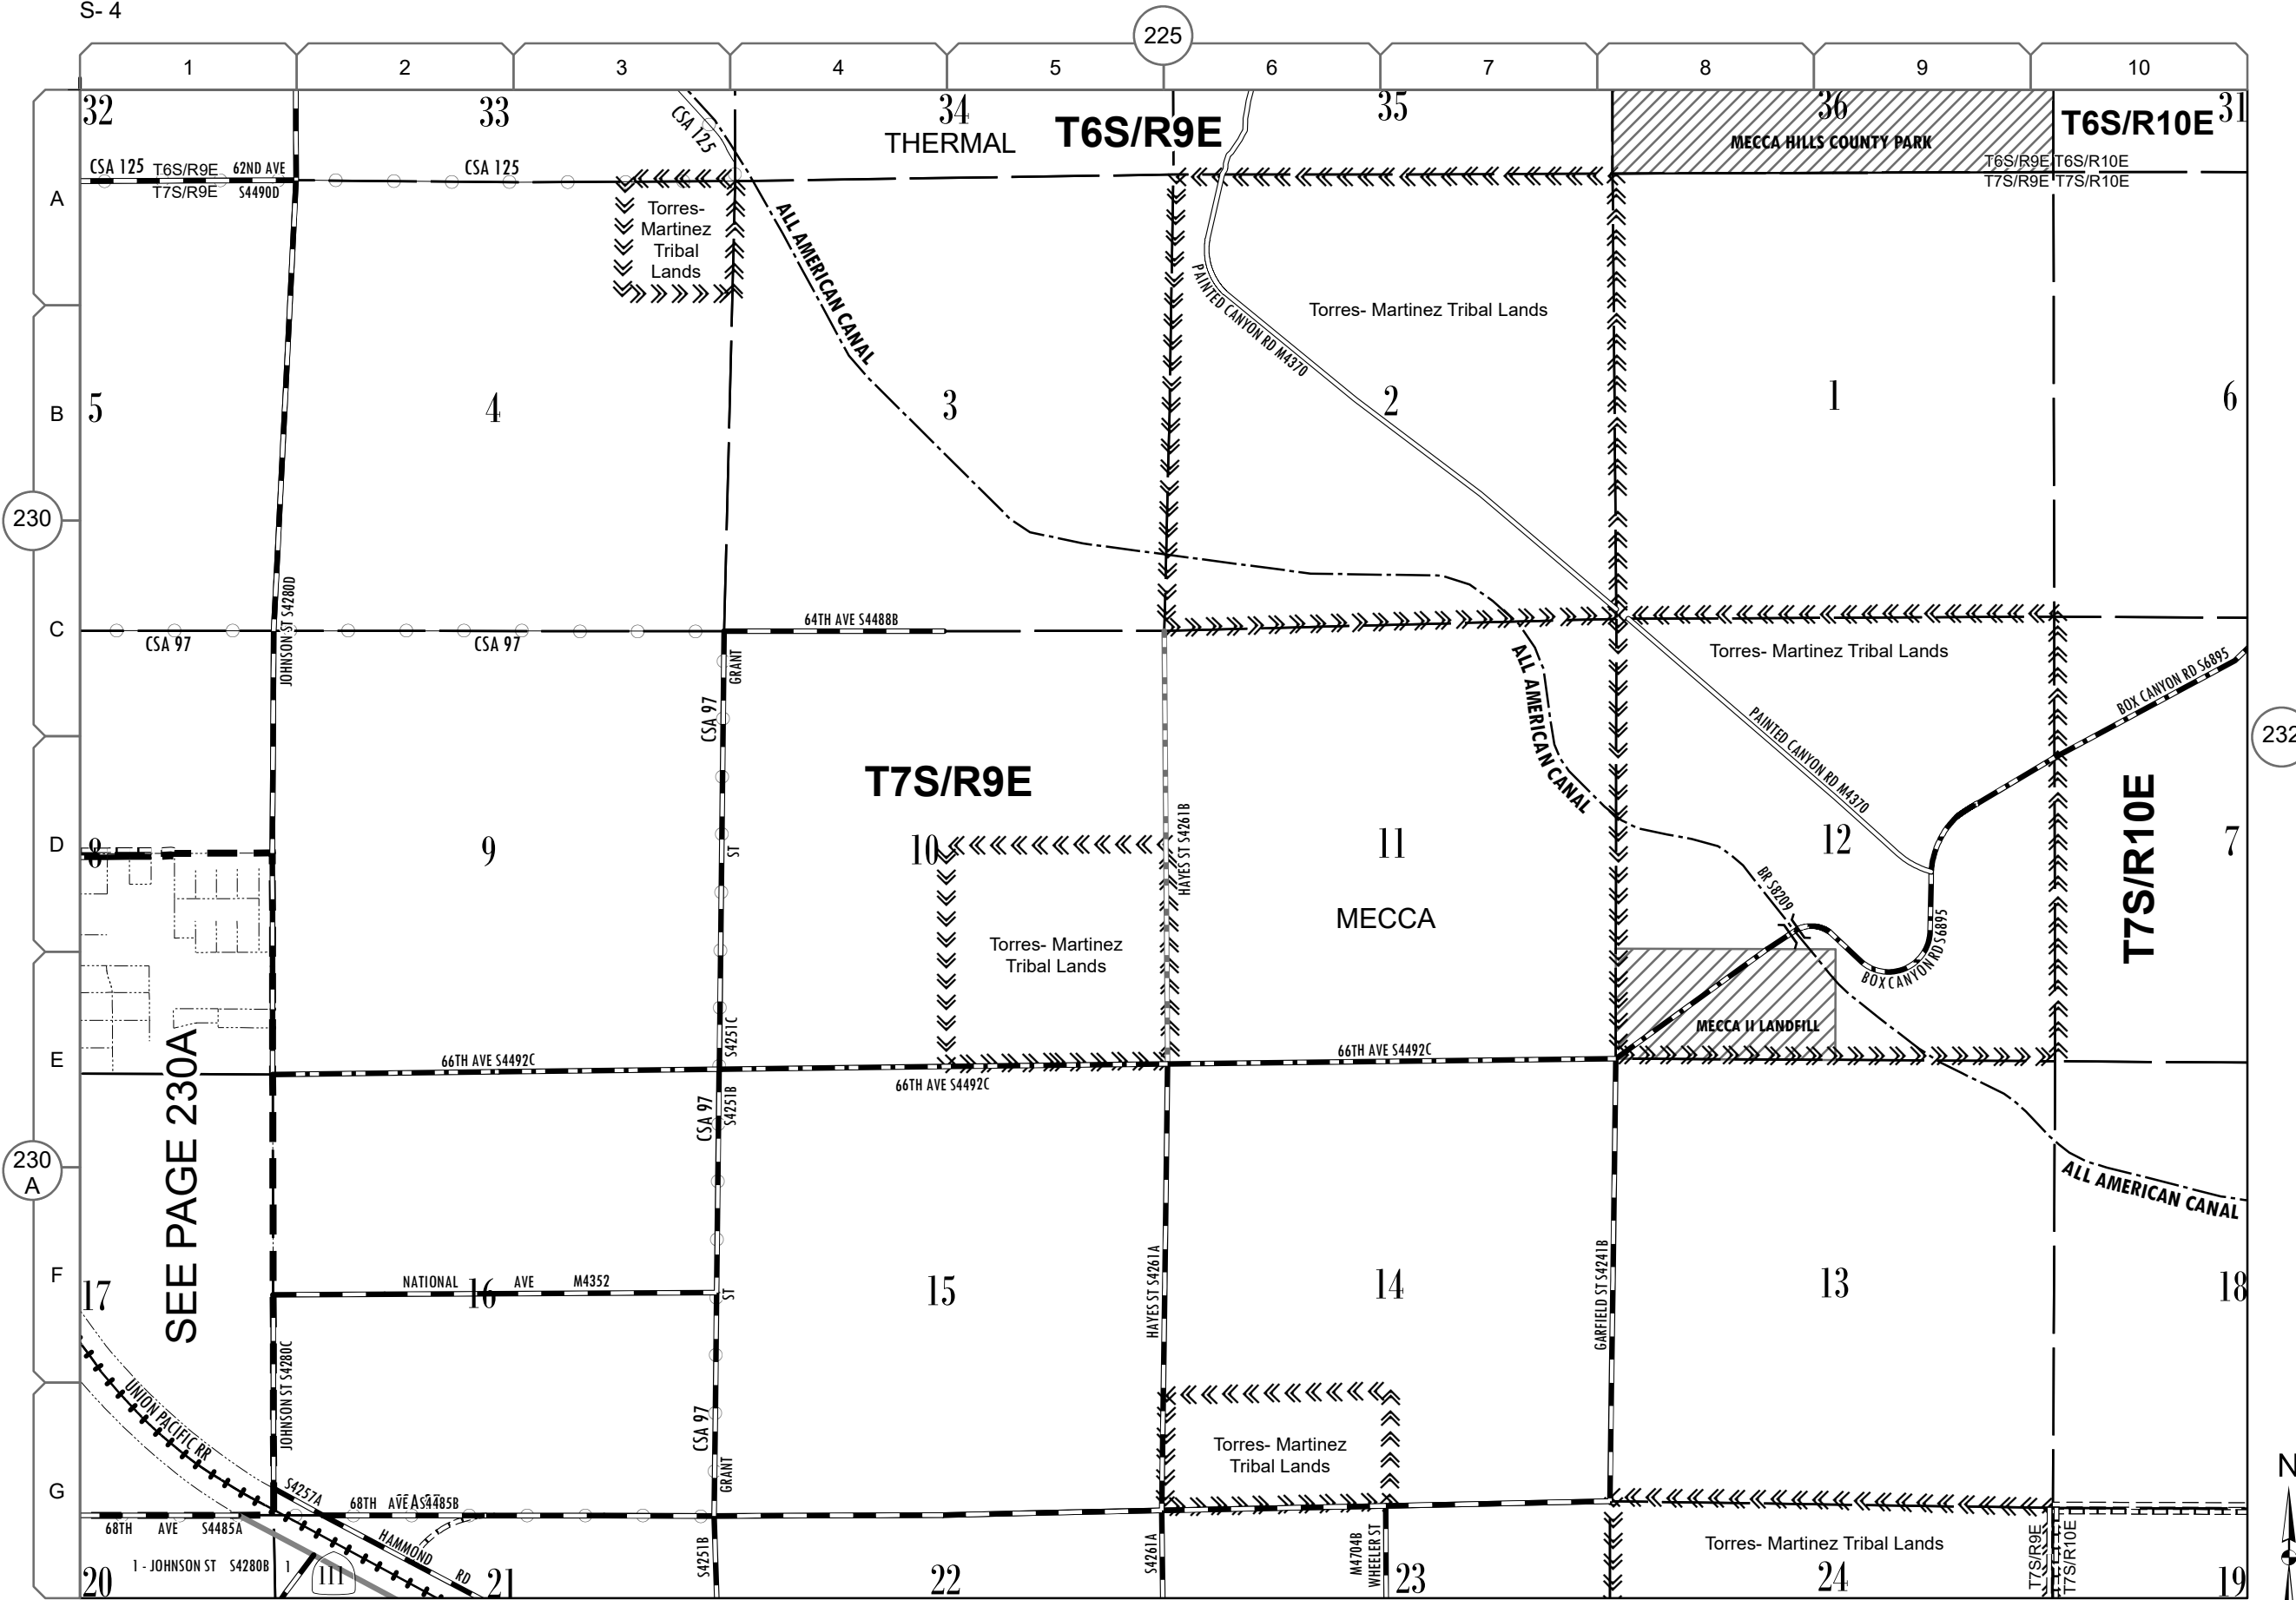 S- 4
225
1
2
3
4
5
6
7
8
9
10
32
33
34
35
36
31
CSA 125
THERMAL
T6S/R9E
MECCA HILLS COUNTY PARK
T6S/R10E
CSA 125
T6S/R9E
62ND AVE
CSA 125
T6S/R9E
T6S/R10E
T7S/R9E
S4490D
T7S/R9E
T7S/R10E
A
Torres-
Martinez
Tribal
Lands
ALL AMERICAN CANAL
PAINTED CANYON RD M4370
Torres- Martinez Tribal Lands
B
5
4
3
2
1
6
230
JOHNSON ST S4280D
C
CSA 97
CSA 97
64TH AVE S4488B
GRANT
CSA 97
ALL AMERICAN CANAL
Torres- Martinez Tribal Lands
BOX CANYON RD S6895
PAINTED CANYON RD M4370
232
T7S/R9E
T7S/R10E
HAYES ST S4261B
D
8
9
ST
10
11
12
7
BR S8209
MECCA
Torres- Martinez
Tribal Lands
BOX CANYON RD S6895
MECCA II LANDFILL
S4251C
E
66TH AVE S4492C
66TH AVE S4492C
66TH AVE S4492C
CSA 97
S4251B
SEE PAGE 230A
230
A
ALL AMERICAN CANAL
F
17
NATIONAL AVE M4352
16
ST
15
HAYES ST S4261A
14
GARFIELD ST S4241B
13
18
JOHNSON ST S4280C
UNION PACIFIC RR
CSA 97
GRANT
Torres- Martinez
Tribal Lands
G
S4257A
68TH AVE S4485B
68TH AVE S4485A
HAMMOND
RD
1 - JOHNSON ST S4280B
1
111
S4251B
S4261A
M4704B
WHEELER ST
Torres- Martinez Tribal Lands
T7S/R9E
T7S/R10E
20
21
22
23
24
19
N